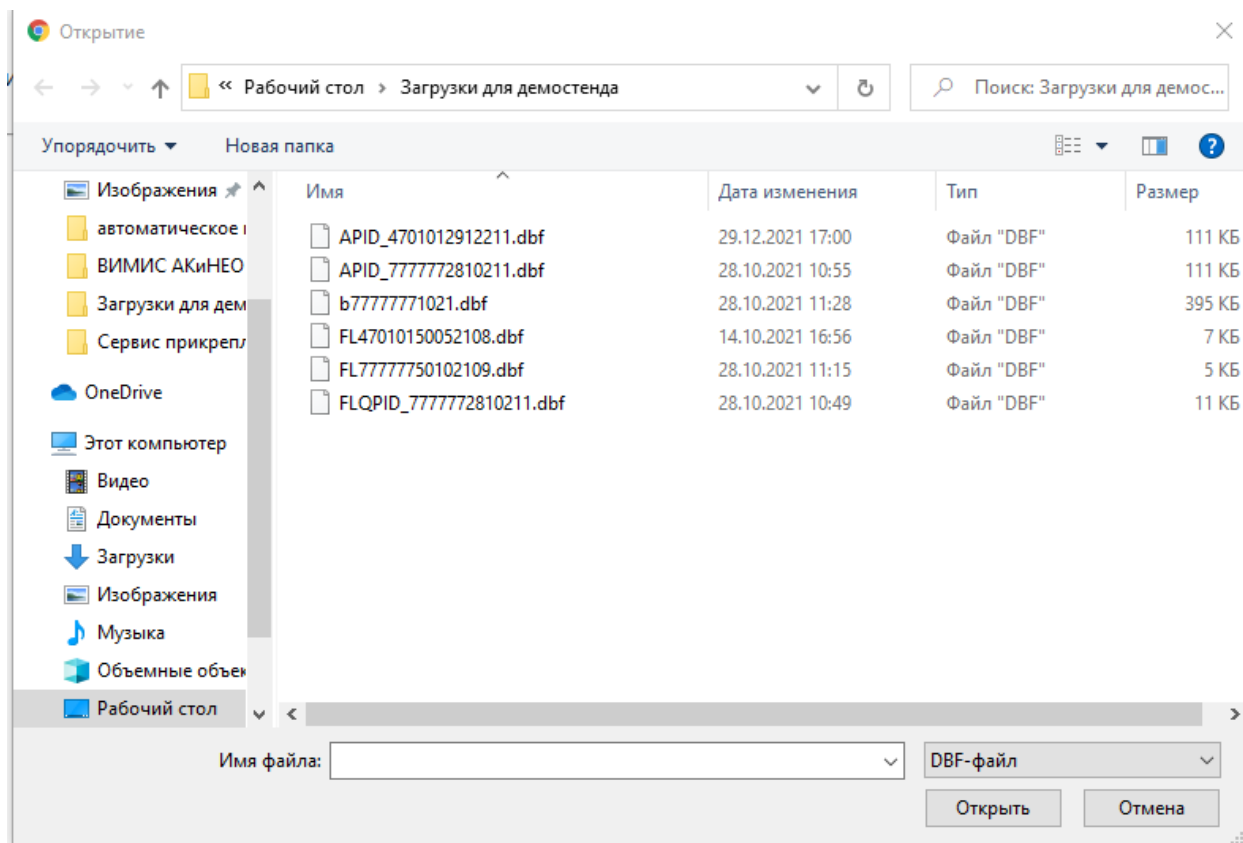 Открытие
« Рабочий стол › Загрузки для демостенда
Поиск: Загрузки для демос...
Упорядочить Новая папка
Изображения
автоматическое
ВИМИС АКиНЕО
Загрузки для дем
Сервис прикреп
OneDrive
Этот компьютер
Видео
Документы
Загрузки
Изображения
Музыка
Объемные объек
Рабочий стол
Имя Дата изменения Тип Размер
APID_4701012912211.dbf 29.12.2021 17:00 Файл "DBF" 111 КБ
APID_7777772810211.dbf 28.10.2021 10:55 Файл "DBF" 111 КБ
b77777771021.dbf 28.10.2021 11:28 Файл "DBF" 395 КБ
FL47010150052108.dbf 14.10.2021 16:56 Файл "DBF" 7 КБ
FL77777750102109.dbf 28.10.2021 11:15 Файл "DBF" 5 КБ
FLQPID_7777772810211.dbf 28.10.2021 10:49 Файл "DBF" 11 КБ
Имя файла: DBF-файл
Открыть Отмена